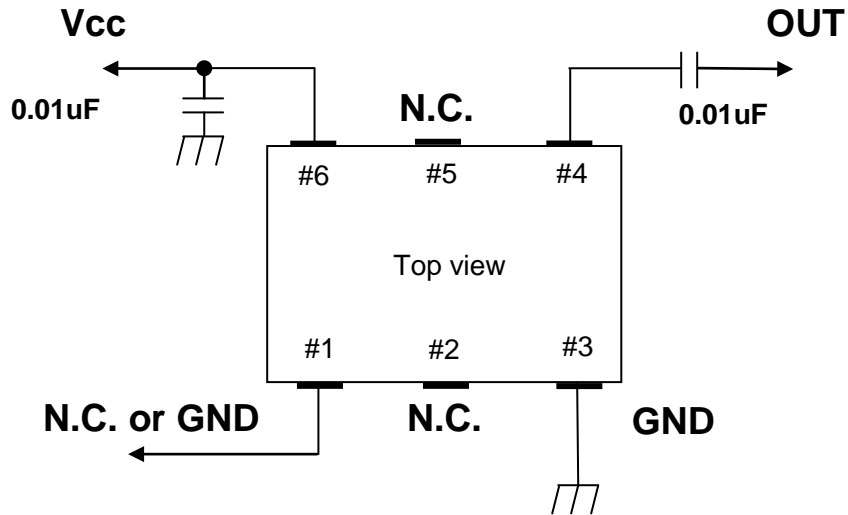 Vcc
OUT
0.01uF
N.C.
0.01uF
#6
#5
#4
Top view
#1
#2
#3
N.C. or GND
N.C.
GND